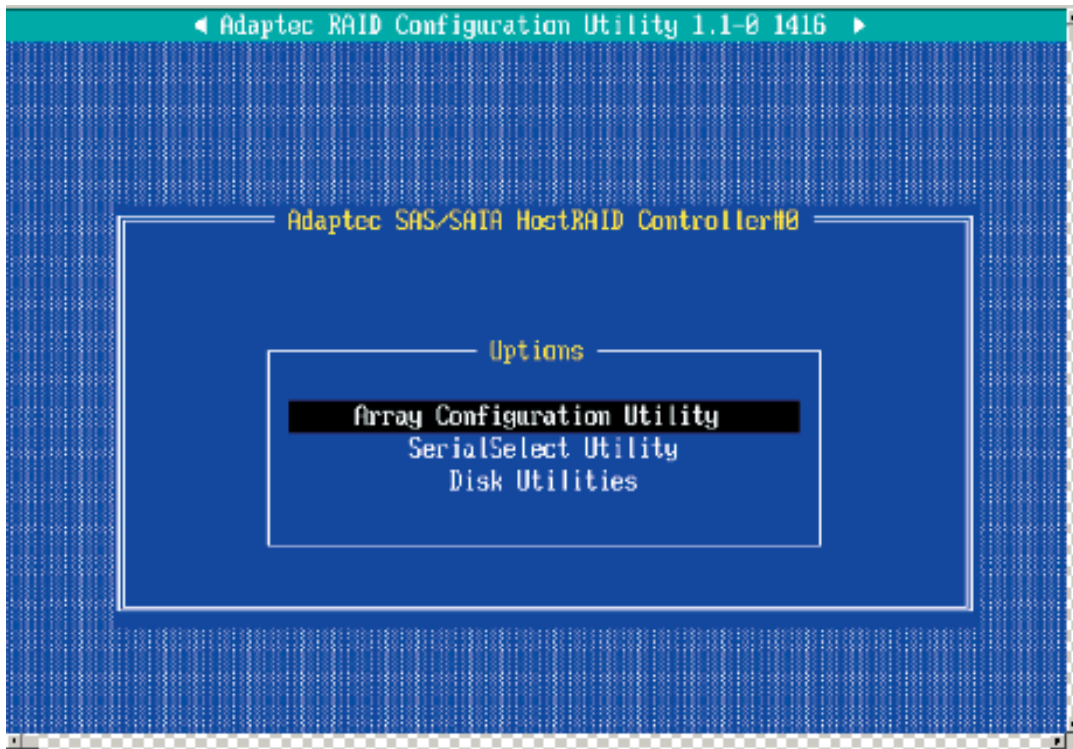 ◄ Adaptec RAID Configuration Utility 1.1-0 1416 ►
Adaptec SAS/SATA HostRAID Controller#0
Options
Array Configuration Utility
SerialSelect Utility
Disk Utilities